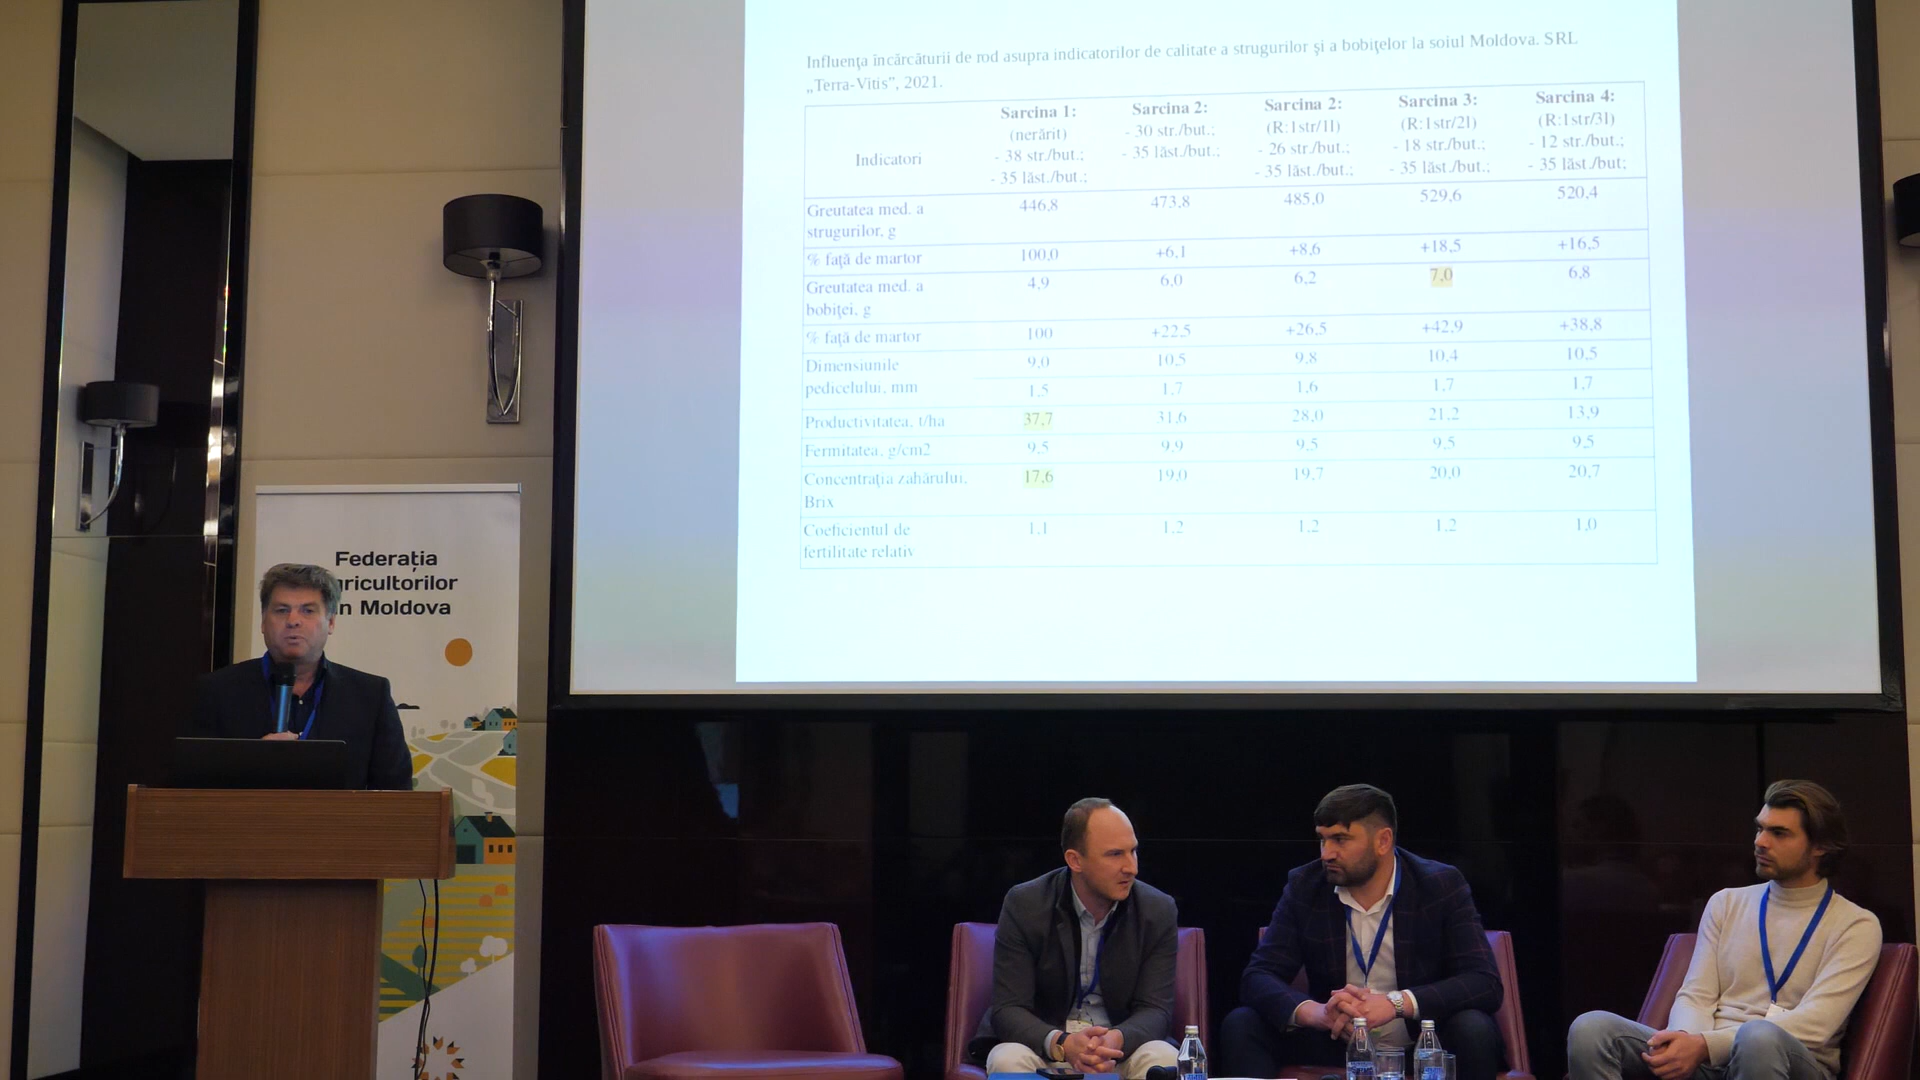 Influența încărcăturii de rod asupra indicatorilor de calitate a strugurilor și a bobițelor la soiul Moldova. SRL
„Terra-Vitis”, 2021.
Indicatori
Sarcina 1:
(nerărit)
- 38 str./but.;
- 35 lăst./but.;
Sarcina 2:
- 30 str./but.;
- 35 lăst./but.;
Sarcina 2:
(R:1str/1l)
- 26 str./but.;
- 35 lăst./but.;
Sarcina 3:
(R:1str/2l)
- 18 str./but.;
- 35 lăst./but.;
Sarcina 4:
(R:1str/3l)
- 12 str./but.;
- 35 lăst./but;
Greutatea med. a
strugurilor, g
446,8 473,8 485,0 529,6 520,4
% față de martor 100,0 +6,1 +8,6 +18,5 +16,5
Greutatea med. a
bobiței, g
4,9 6,0 6,2 7,0 6,8
% față de martor 100 +22,5 +26,5 +42,9 +38,8
Dimensiunile
pedicelului, mm
9,0 10,5 9,8 10,4 10,5
1,5 1,7 1,6 1,7 1,7
Productivitatea, t/ha 37,7 31,6 28,0 21,2 13,9
Fermitatea, g/cm2 9,5 9,9 9,5 9,5 9,5
Concentrația zahărului,
Brix
17,6 19,0 19,7 20,0 20,7
Coeficientul de
fertilitate relativ
1,1 1,2 1,2 1,2 1,0
Federația
gricultorilor
n Moldova